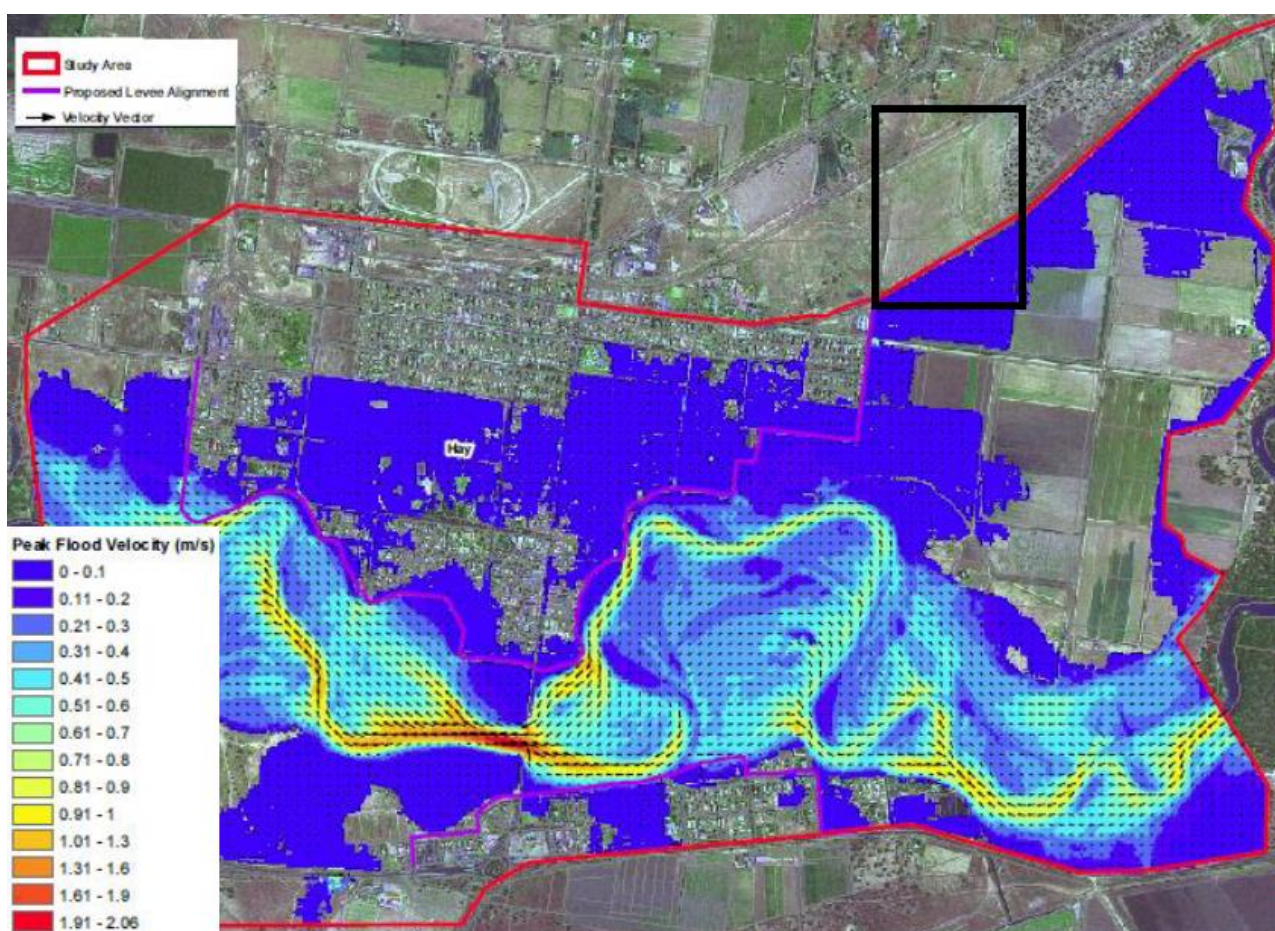 Study Area
Proposed Levee Alignment
Velocity Vector
Hay
Peak Flood Velocity (m/s)
0 - 0.1
0.11 - 0.2
0.21 - 0.3
0.31 - 0.4
0.41 - 0.5
0.51 - 0.6
0.61 - 0.7
0.71 - 0.8
0.81 - 0.9
0.91 - 1
1.01 - 1.3
1.31 - 1.6
1.61 - 1.9
1.91 - 2.06